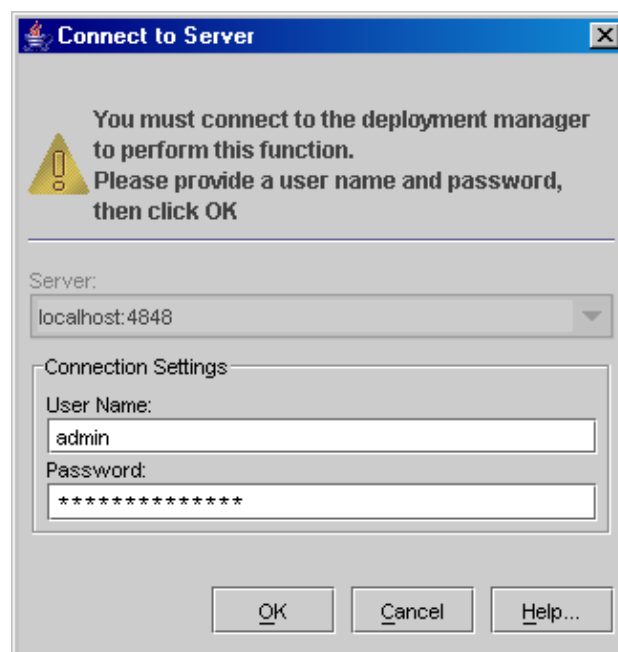 Connect to Server
You must connect to the deployment manager
to perform this function.
Please provide a user name and password,
then click OK
Server:
localhost:4848
Connection Settings
User Name:
admin
Password:
**************
OK Cancel Help...